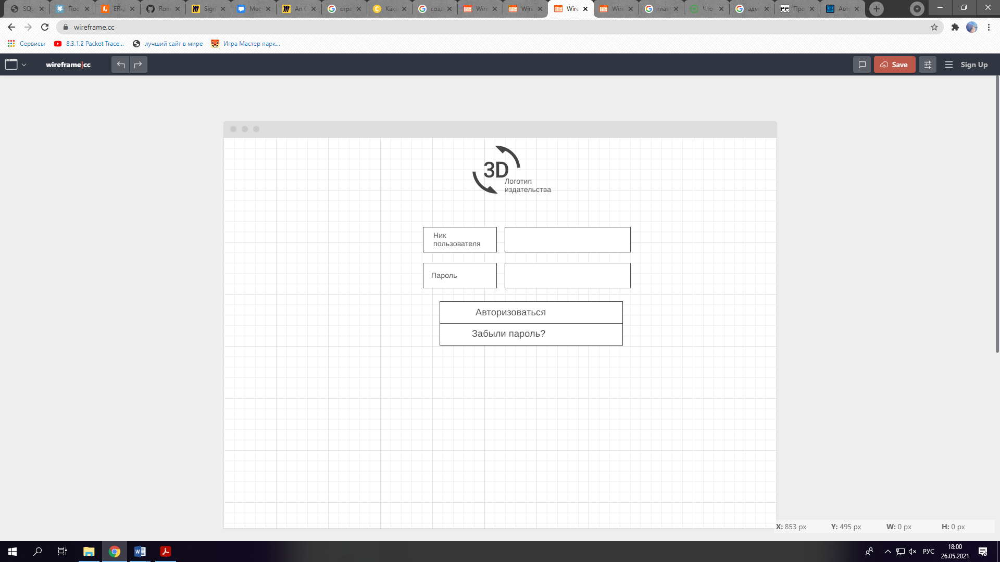 SQL
Пос
ER-д
Rom
Sign
Mес
An
стра
Каки
созд
Wire
Wire
Wire
Wire
глав
Что
адм
Про
Авт
wireframe.cc
Сервисы
8.3.1.2 Packet Trace...
лучший сайт в мире
Игра Мастер парк...
wireframe|cc
Save
Sign Up
3D
Логотип
издательства
Ник
пользователя
Пароль
Авторизоваться
Забыли пароль?
X: 853 px
Y: 495 px
W: 0 px
H: 0 px
РУС
18:00
26.05.2021